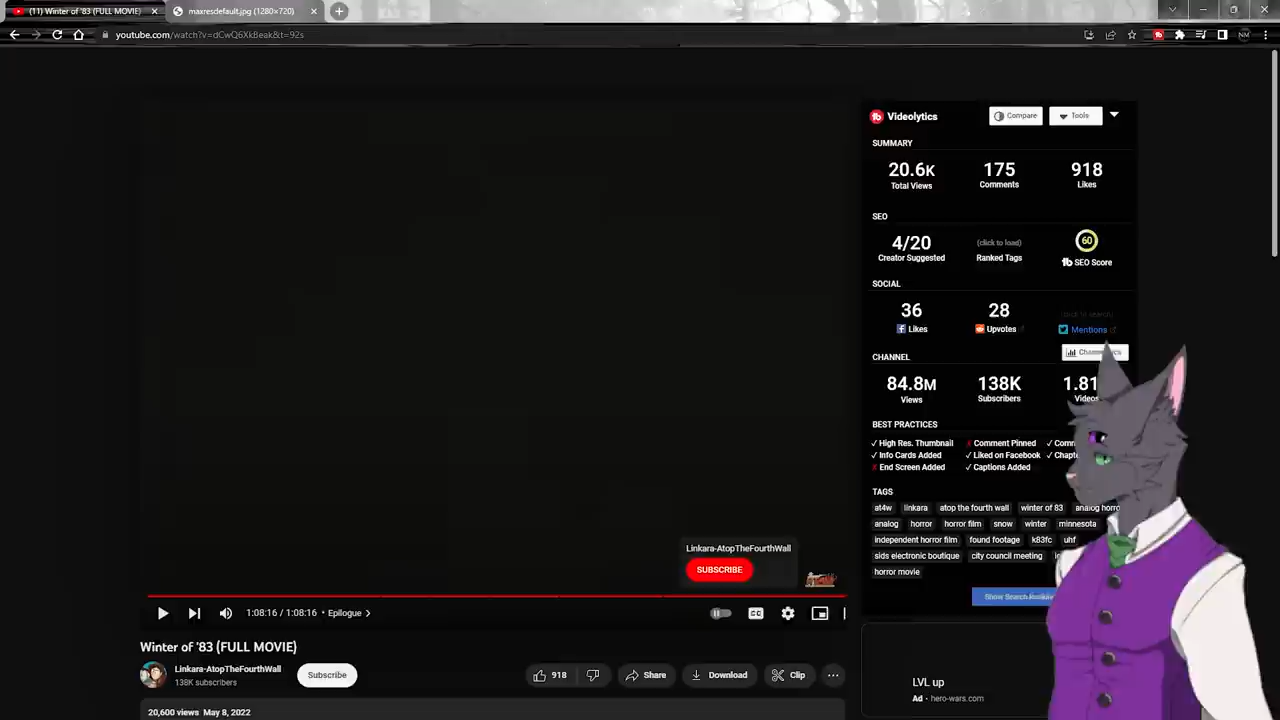 (11) Winter of '83 (FULL MOVIE)
maxresdefault.jpg (1280×720)
youtube.com/watch?v=dCwQ6XkBeak&t=92s
NM
Videolytics
Compare
Tools
SUMMARY
20.6K
175
918
Total Views
Comments
Likes
SEO
4/20
(click to load)
60
Creator Suggested
Ranked Tags
tb SEO Score
SOCIAL
36
28
Likes
Upvotes
Mentions
CHANNEL
84.8M
138K
1.81
Views
Subscribers
Videos
BEST PRACTICES
✓ High Res. Thumbnail
✗ Comment Pinned
✓ Info Cards Added
✓ Liked on Facebook
✗ End Screen Added
✓ Captions Added
TAGS
at4w linkara atop the fourth wall winter of 83
analog horror horror film snow winter minnesota
independent horror film found footage k83fc uhf
sids electronic boutique city council meeting
horror movie
Linkara-AtopTheFourthWall
SUBSCRIBE
1:08:16 / 1:08:16 • Epilogue >
CC
Winter of '83 (FULL MOVIE)
Linkara-AtopTheFourthWall
138K subscribers
Subscribe
918
Share
Download
Clip
20,600 views May 8, 2022
LVL up
Ad • hero-wars.com